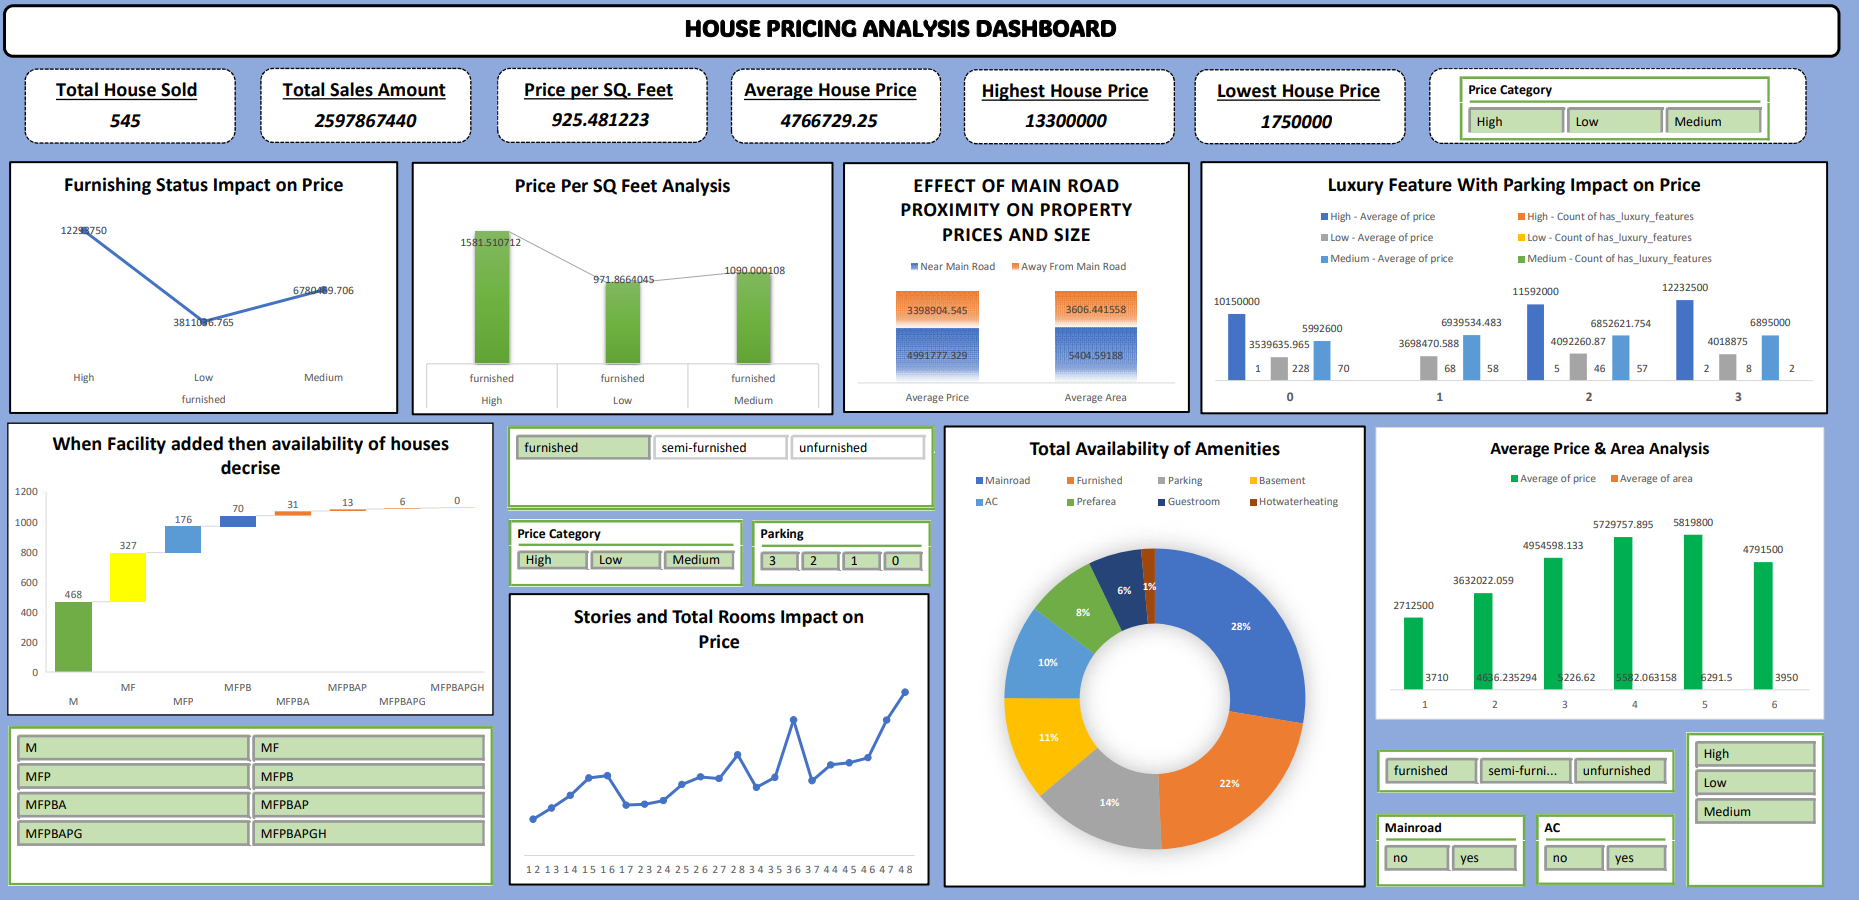 HOUSE PRICING ANALYSIS DASHBOARD
Total House Sold
545
Total Sales Amount
2597867440
Price per SQ. Feet
925.481223
Average House Price
4766729.25
Highest House Price
13300000
Lowest House Price
1750000
Price Category
High Low Medium
Furnishing Status Impact on Price
12293750
3811036.765
High Low Medium
furnished
Price Per SQ Feet Analysis
1581.510712
971.8664045
1090.000108
furnished furnished furnished
High Low Medium
EFFECT OF MAIN ROAD
PROXIMITY ON PROPERTY
PRICES AND SIZE
Near Main Road Away From Main Road
3398904.545 3606.441558
4991777.329 5404.59188
Average Price Average Area
Luxury Feature With Parking Impact on Price
High - Average of price High - Count of has_luxury_features
Low - Average of price Low - Count of has_luxury_features
Medium - Average of price Medium - Count of has_luxury_features
10150000 3539635.965 5992600
1 228 70
3698470.588 6939534.483
68 58
11592000 4092260.87 6852621.754
5 46 57
12232500 4018875 6895000
2 8 2
0 1 2 3
When Facility added then availability of houses
decrise
1200
1000
800
600
400
200
0
468 327 176 70 31 13 6 0
M MF MFP MFPB MFPBA MFPBAP MFPBAPG MFPBAPGH
M MF
MFP MFPB
MFPBA MFPBAP
MFPBAPG MFPBAPGH
furnished semi-furnished unfurnished
Price Category
High Low Medium
Parking
3 2 1 0
Stories and Total Rooms Impact on
Price
1 2 1 3 1 4 1 5 1 6 1 7 2 3 2 4 2 5 2 6 2 7 2 8 3 4 3 5 3 6 3 7 4 4 4 5 4 6 4 7 4 8
Total Availability of Amenities
Mainroad Furnished Parking Basement
AC Prefarea Guestroom Hotwaterheating
28%
22%
14%
11%
10%
8%
6%
1%
Average Price & Area Analysis
Average of price Average of area
2712500 3632022.059 4954598.133 5729757.895 5819800 4791500
3710 4636.235294 5226.62 5582.063158 6291.5 3950
1 2 3 4 5 6
furnished semi-furni... unfurnished
High
Low
Medium
Mainroad
no yes
AC
no yes